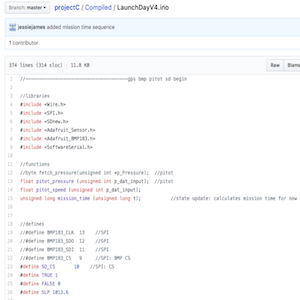 Branch: master
projectC / Compiled / LaunchDayV4.ino
jessiejames added mission time sequence
1 contributor
374 lines (314 sloc) 11.8 KB
Raw Blame
1 //-----------------------------------gps bmp pitot sd begin
2
3 //libraries
4 #include <Wire.h>
5 #include <SPI.h>
6 #include <SDnew.h>
7 #include <Adafruit_Sensor.h>
8 #include <Adafruit_BMP183.h>
9 #include <SoftwareSerial.h>
10
11 //functions
12 //byte fetch_pressure(unsigned int *p_Pressure); //pitot
13 float pitot_pressure (unsigned int p_dat_input); //pitot
14 float pitot_speed (unsigned int p_dat_input);
15 unsigned long mission_time (unsigned long t); //state update: calculates mission time for now
16
17
18 //defines
19 //#define BMP183_CLK 13 //SPI
20 //#define BMP183_SDO 12 //SPI
21 //#define BMP183_SDI 11 //SPI
22 //#define BMP183_CS 9 //SPI: BMP CS
23 #define SD_CS 10 //SPI: CS
24 #define TRUE 1
25 #define FALSE 0
26 #define SLP 1013.6